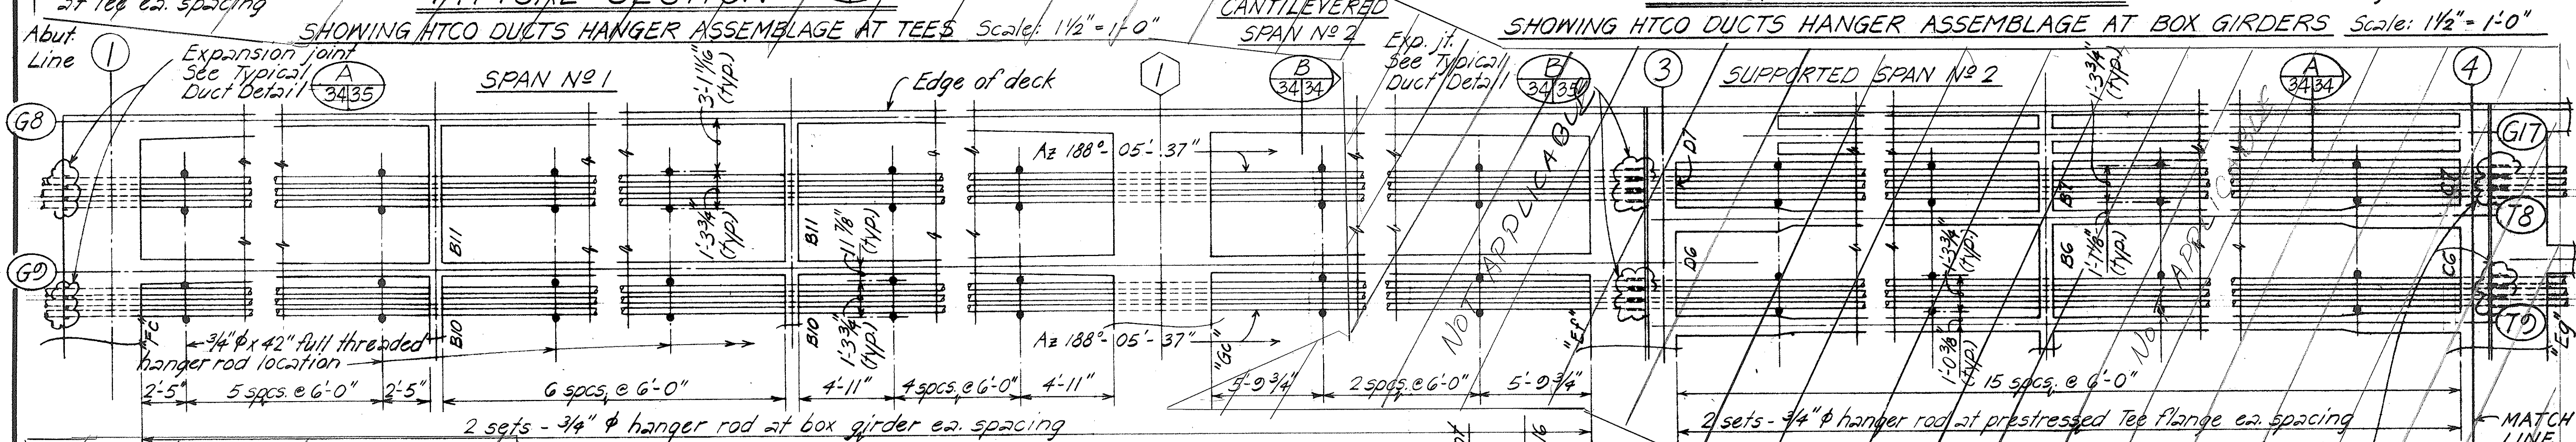 at Tee ea. spacing
SHOWING HTCO DUCTS HANGER ASSEMBLAGE AT TEES Scale: 1½" = 1'-0"
CANTILEVERED
SPAN Nº 2
SHOWING HTCO DUCTS HANGER ASSEMBLAGE AT BOX GIRDERS Scale: 1½" = 1'-0"
Abut.
Line
1
Expansion joint
See Typical
Duct Detail
A
34 35
SPAN Nº 1
3'-1 11/16"
(typ.)
Edge of deck
1
B
34 34
Exp. jt.
See Typical
Duct Detail
B
34 35
3
SUPPORTED SPAN Nº 2
1'-3¾"
(typ.)
A
34 34
4
G8
G17
Az 188°-05'-37"
NOT APPLICABLE
D7
B7
NOT APPLICABLE
C7
T8
1'-3¾"
(typ.)
B11
B11
11⅞"
(typ.)
G9
D6
1'-3¾"
(typ.)
B6
1'-1⅛"
(typ.)
C6
"Fc"
¾" φ x 42" full threaded
hanger rod location
B10
B10
1'-3¾"
(typ.)
Az 188°-05'-37"
"Gc"
"Ef"
1'-0⅜"
(typ.)
T9
"Eg"
2'-5"
5 spcs. @ 6'-0"
2'-5"
6 spcs. @ 6'-0"
4'-11"
4 spcs. @ 6'-0"
4'-11"
5'-9¾"
2 spcs. @ 6'-0"
5'-9¾"
15 spcs. @ 6'-0"
2 sets - ¾" φ hanger rod at box girder ea. spacing
16
2 sets - ¾" φ hanger rod at prestressed Tee flange ea. spacing
MATCH
LINE